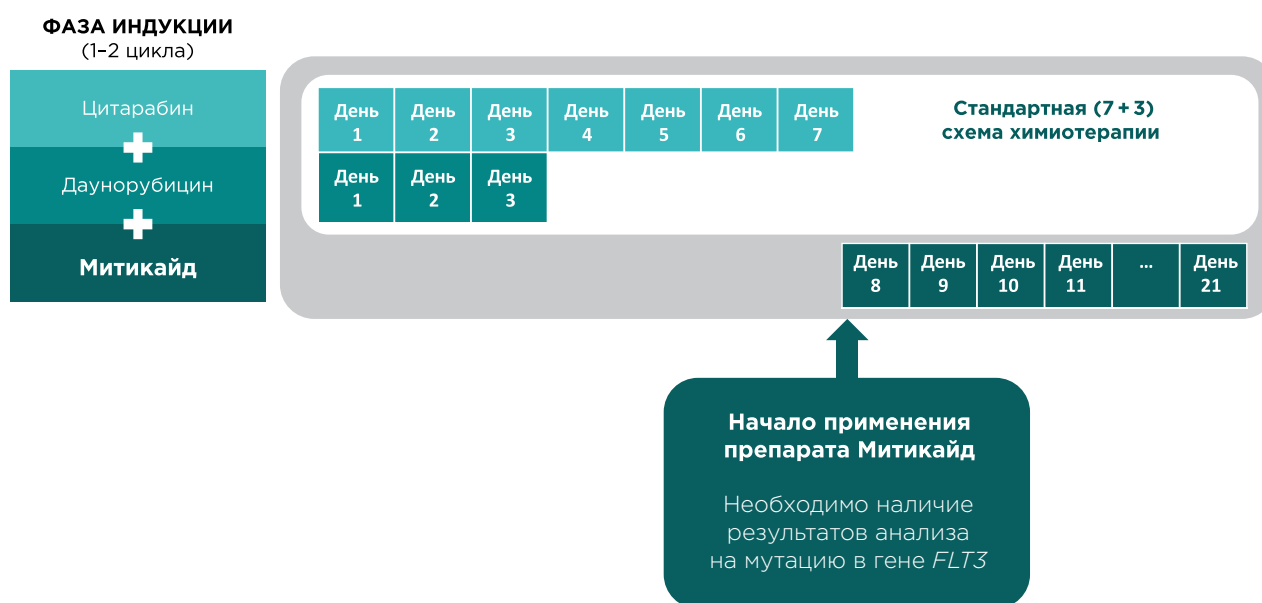 ФАЗА ИНДУКЦИИ
(1–2 цикла)
Цитарабин
Даунорубицин
Митикайд
День День День День День День День
1 2 3 4 5 6 7
Стандартная (7 + 3)
схема химиотерапии
День День День
1 2 3
День День День День ... День
8 9 10 11 21
Начало применения
препарата Митикайд
Необходимо наличие
результатов анализа
на мутацию в гене FLT3